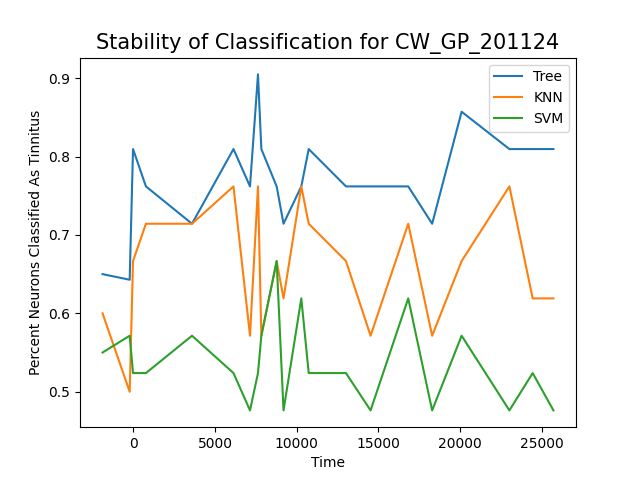 Stability of Classification for CW_GP_201124
Percent Neurons Classified As Tinnitus
0.9
0.8
0.7
0.6
0.5
Tree
KNN
SVM
0 5000 10000 15000 20000 25000
Time